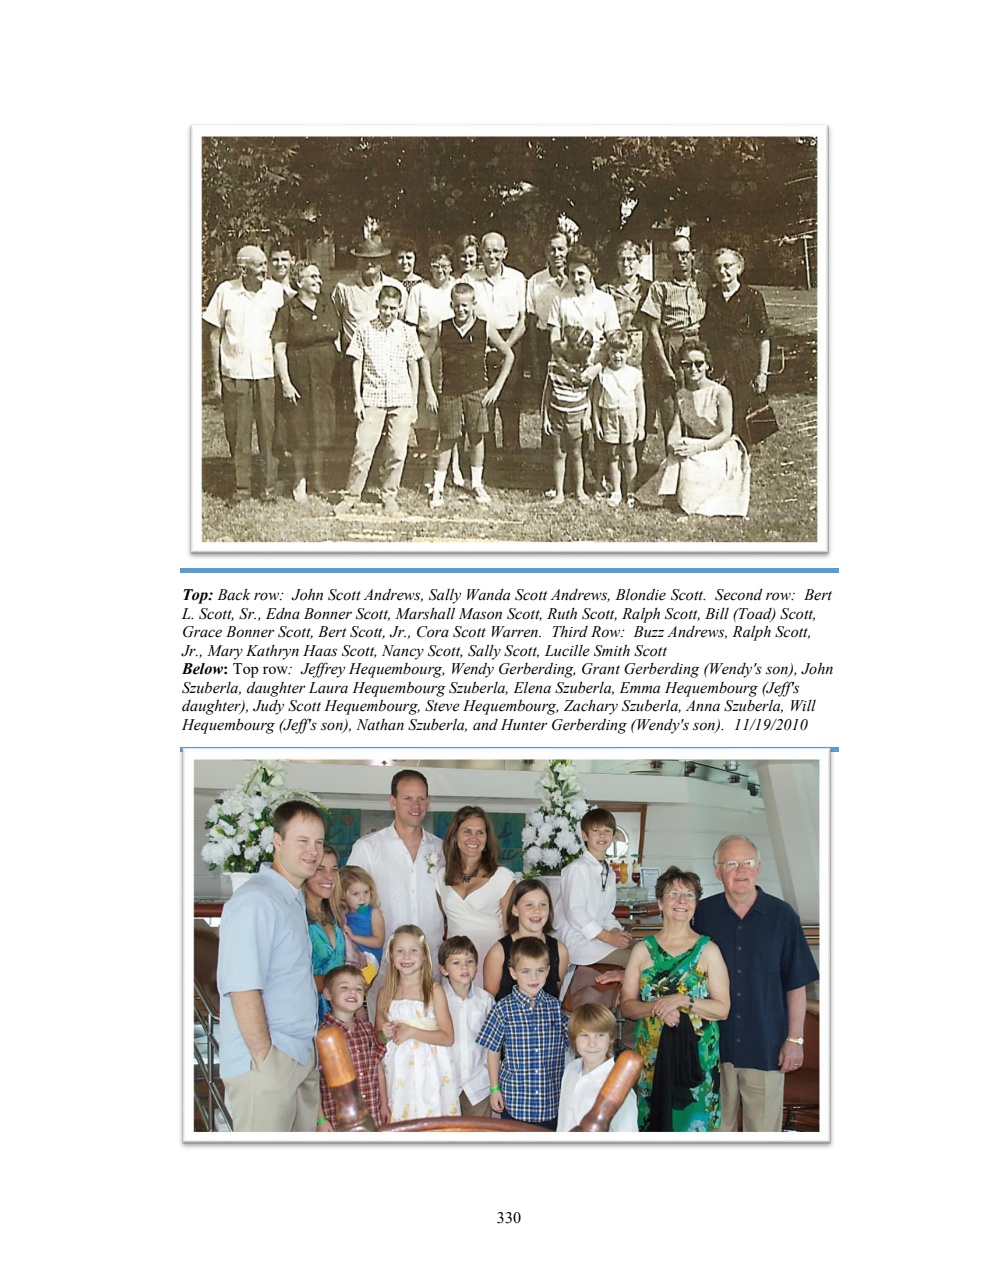 Top: Back row:  John Scott Andrews, Sally Wanda Scott Andrews, Blondie Scott.  Second row:  Bert
L. Scott, Sr., Edna Bonner Scott, Marshall Mason Scott, Ruth Scott, Ralph Scott, Bill (Toad) Scott,
Grace Bonner Scott, Bert Scott, Jr., Cora Scott Warren.  Third Row:  Buzz Andrews, Ralph Scott,
Jr., Mary Kathryn Haas Scott, Nancy Scott, Sally Scott, Lucille Smith Scott
Below: Top row:  Jeffrey Hequembourg, Wendy Gerberding, Grant Gerberding (Wendy's son), John
Szuberla, daughter Laura Hequembourg Szuberla, Elena Szuberla, Emma Hequembourg (Jeff's
daughter), Judy Scott Hequembourg, Steve Hequembourg, Zachary Szuberla, Anna Szuberla, Will
Hequembourg (Jeff's son), Nathan Szuberla, and Hunter Gerberding (Wendy's son).  11/19/2010
330